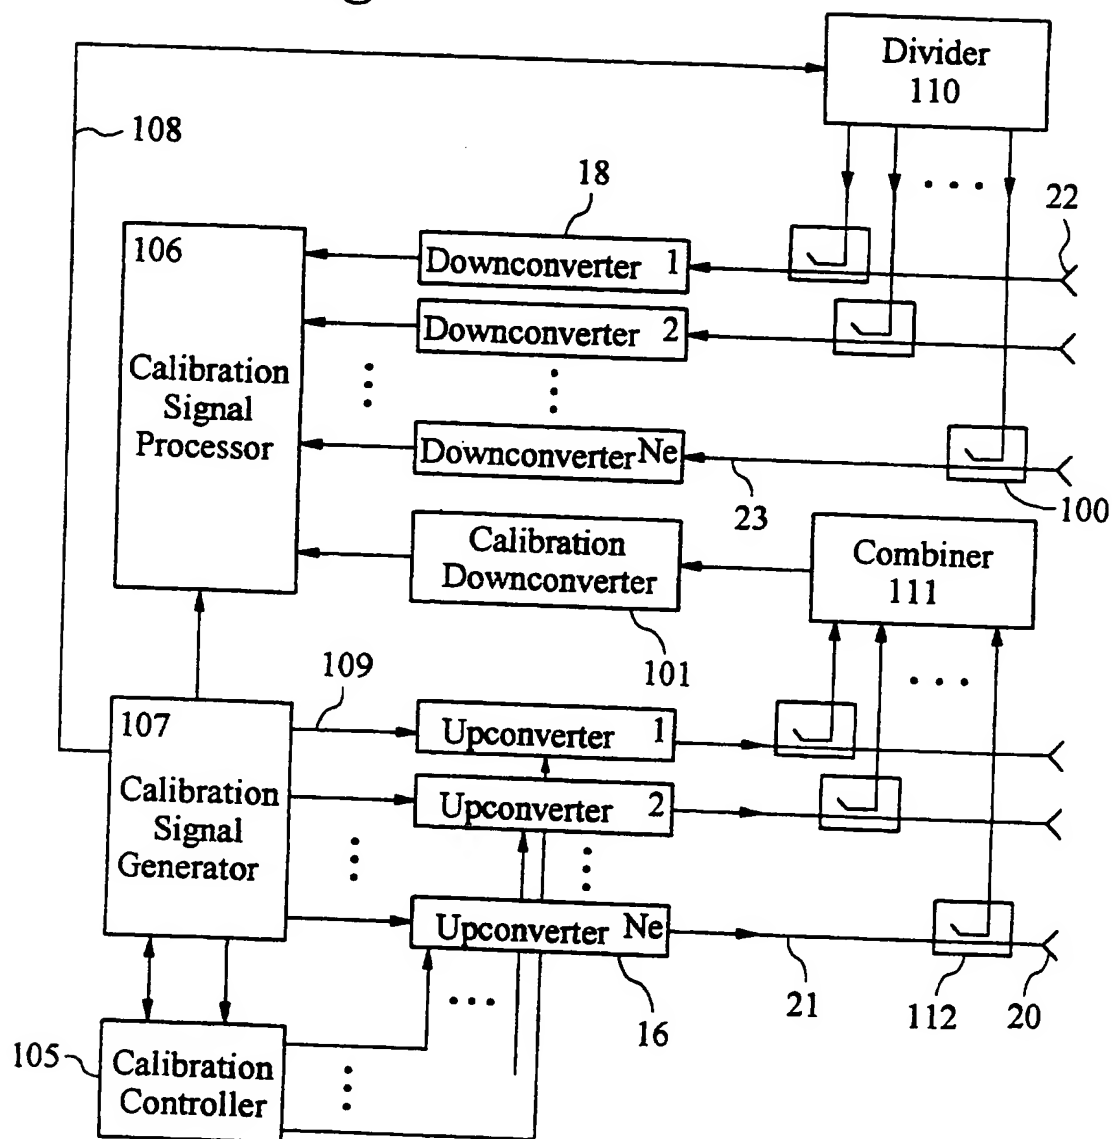 Divider
110
108
18
22
106
Calibration
Signal
Processor
Downconverter 1
Downconverter 2
Downconverter Ne
23
100
Calibration
Downconverter
101
Combiner
111
109
107
Calibration
Signal
Generator
Upconverter 1
Upconverter 2
Upconverter Ne
16
21
112
20
105
Calibration
Controller